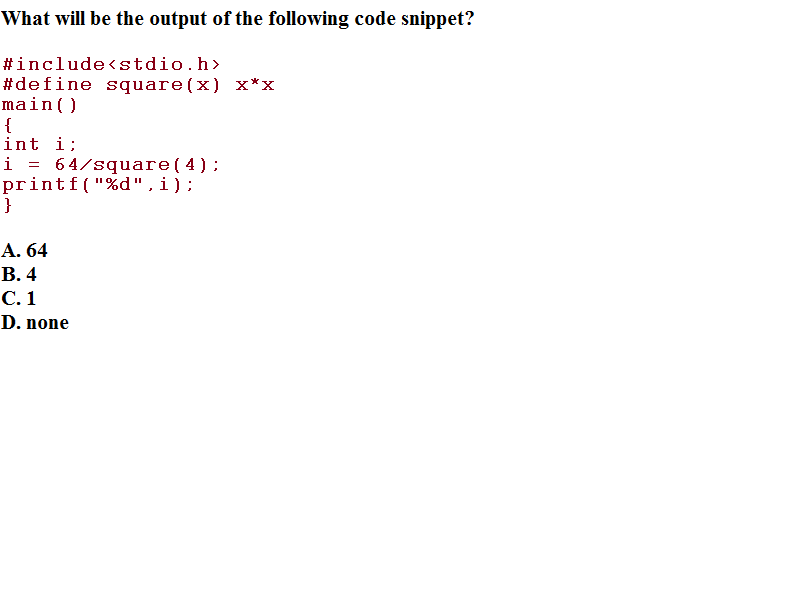 What will be the output of the following code snippet?
#include<stdio.h>
#define square(x) x*x
main()
{
int i;
i = 64/square(4);
printf("%d",i);
}
A. 64
B. 4
C. 1
D. none